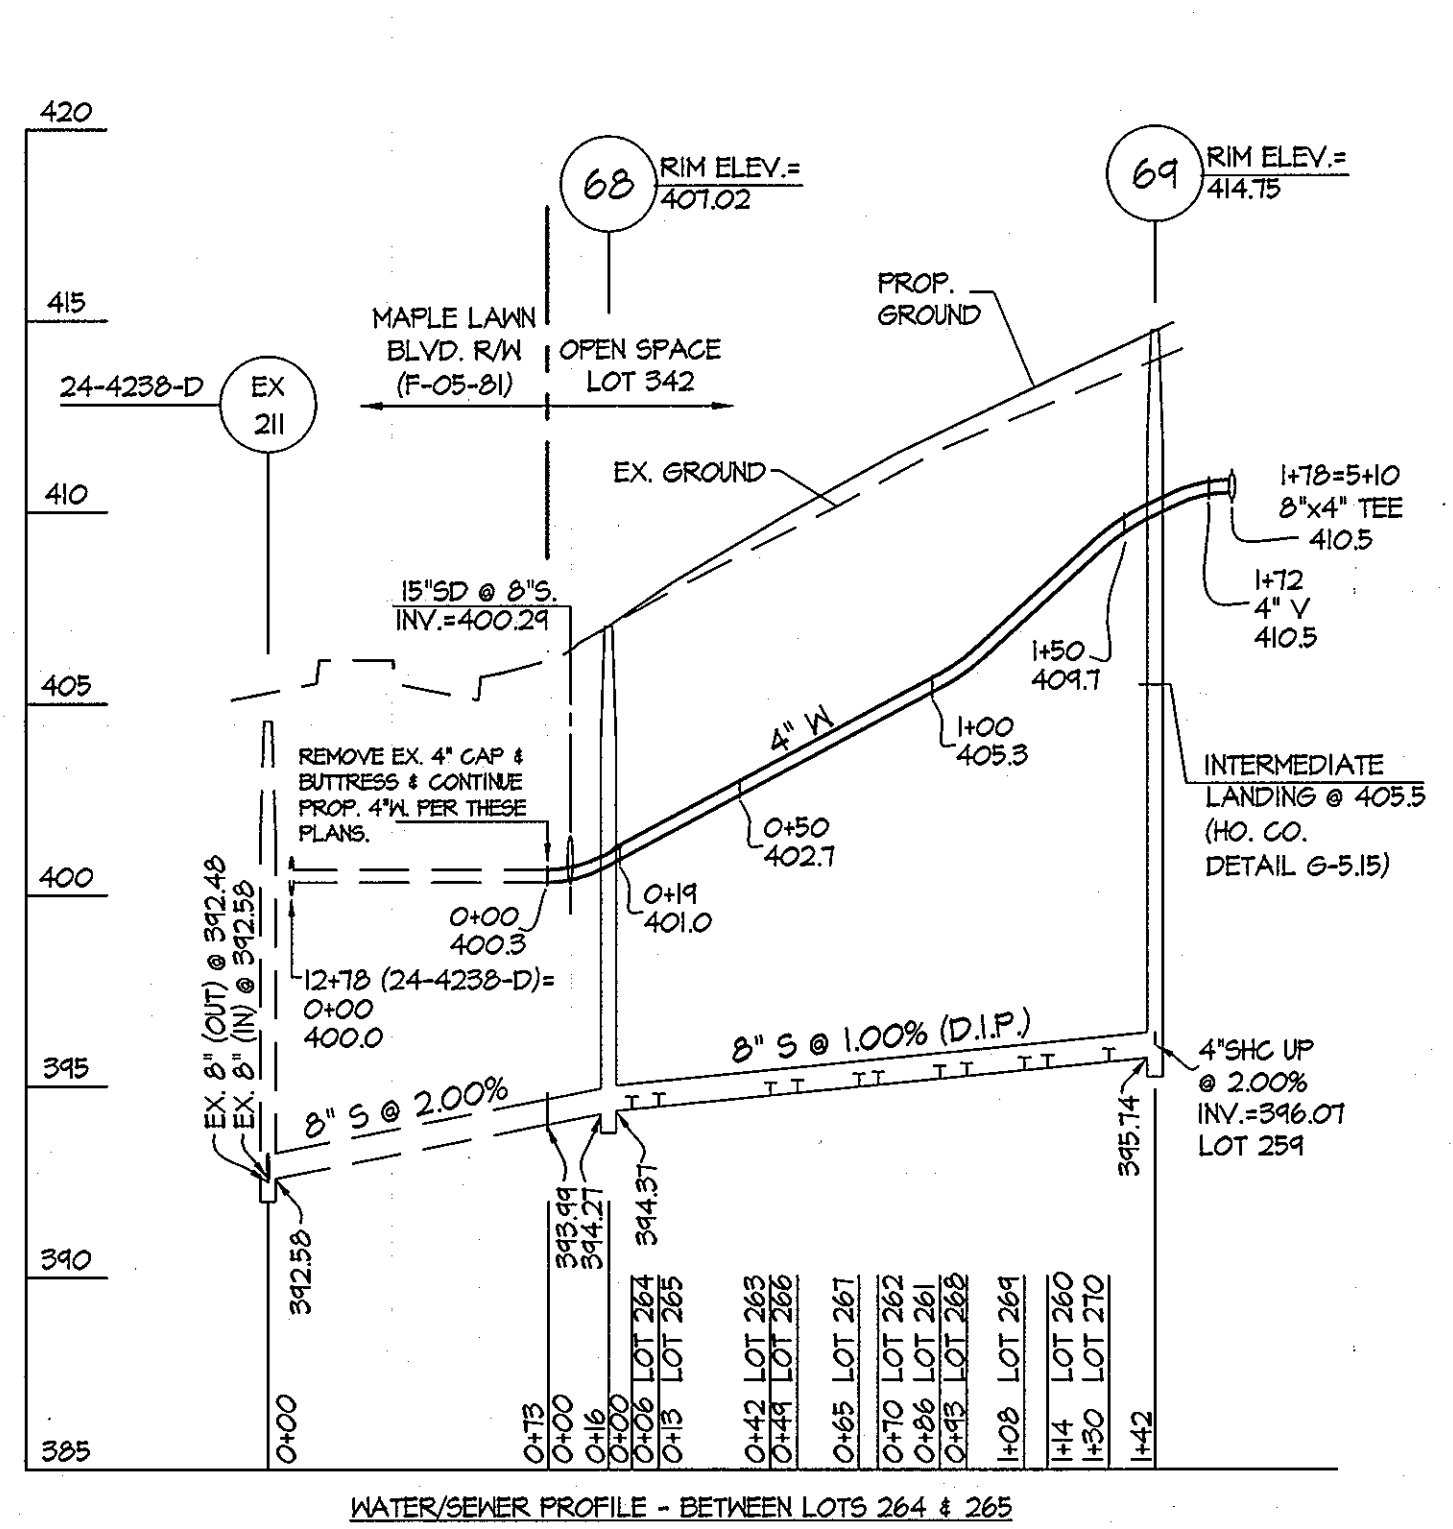 420
415
410
405
400
395
390
385
68
RIM ELEV.=
407.02
69
RIM ELEV.=
414.75
MAPLE LAWN
BLVD. R/W
(F-05-81)
OPEN SPACE
LOT 342
24-4238-D
EX
211
PROP.
GROUND
EX. GROUND
15"SD @ 8"S.
INV.=400.29
1+78=5+10
8"x4" TEE
410.5
1+72
4" V
410.5
1+50
409.7
4" W
1+00
405.3
0+50
402.7
0+19
401.0
REMOVE EX. 4" CAP &
BUTTRESS & CONTINUE
PROP. 4"W. PER THESE
PLANS.
0+00
400.3
12+78 (24-4238-D)=
0+00
400.0
INTERMEDIATE
LANDING @ 405.5
(HO. CO.
DETAIL G-5.15)
EX. 8" (OUT) @ 392.48
EX. 8" (IN) @ 392.58
8" S @ 2.00%
8" S @ 1.00% (D.I.P.)
4"SHC UP
@ 2.00%
INV.=396.07
LOT 259
392.58
393.99
394.27
394.37
395.74
0+00
0+73
0+00
0+16
0+00
0+06 LOT 264
0+13 LOT 265
0+42 LOT 263
0+49 LOT 266
0+65 LOT 267
0+70 LOT 262
0+86 LOT 261
0+93 LOT 268
1+08 LOT 269
1+14 LOT 260
1+30 LOT 270
1+42
WATER/SEWER PROFILE - BETWEEN LOTS 264 & 265